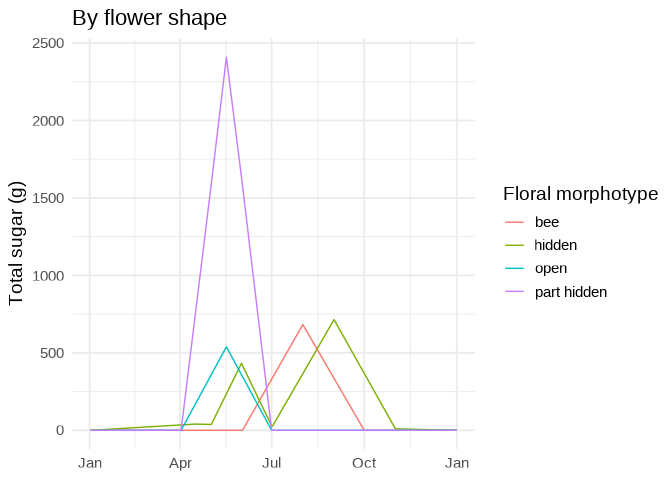 By flower shape
Total sugar (g)
2500
2000
1500
1000
500
0
Jan
Apr
Jul
Oct
Jan
Floral morphotype
bee
hidden
open
part hidden